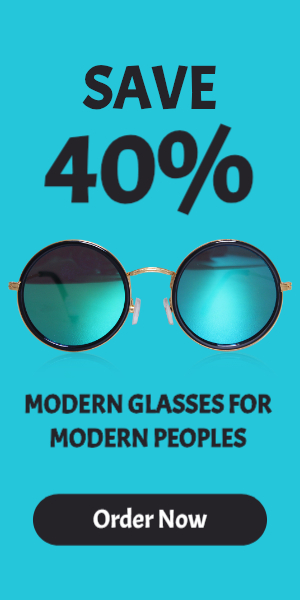 SAVE
40%
MODERN GLASSES FOR
MODERN PEOPLES
Order Now